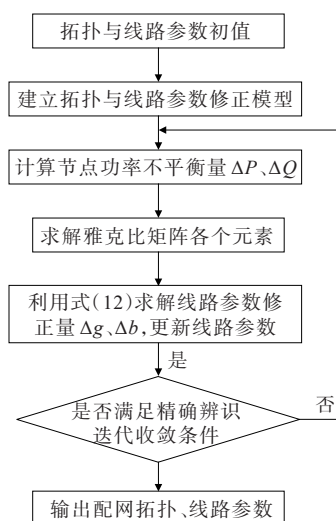 拓扑与线路参数初值
建立拓扑与线路参数修正模型
计算节点功率不平衡量ΔP、ΔQ
求解雅克比矩阵各个元素
利用式(12)求解线路参数修
正量Δg、Δb,更新线路参数
是
是否满足精确辨识
迭代收敛条件
否
输出配网拓扑、线路参数